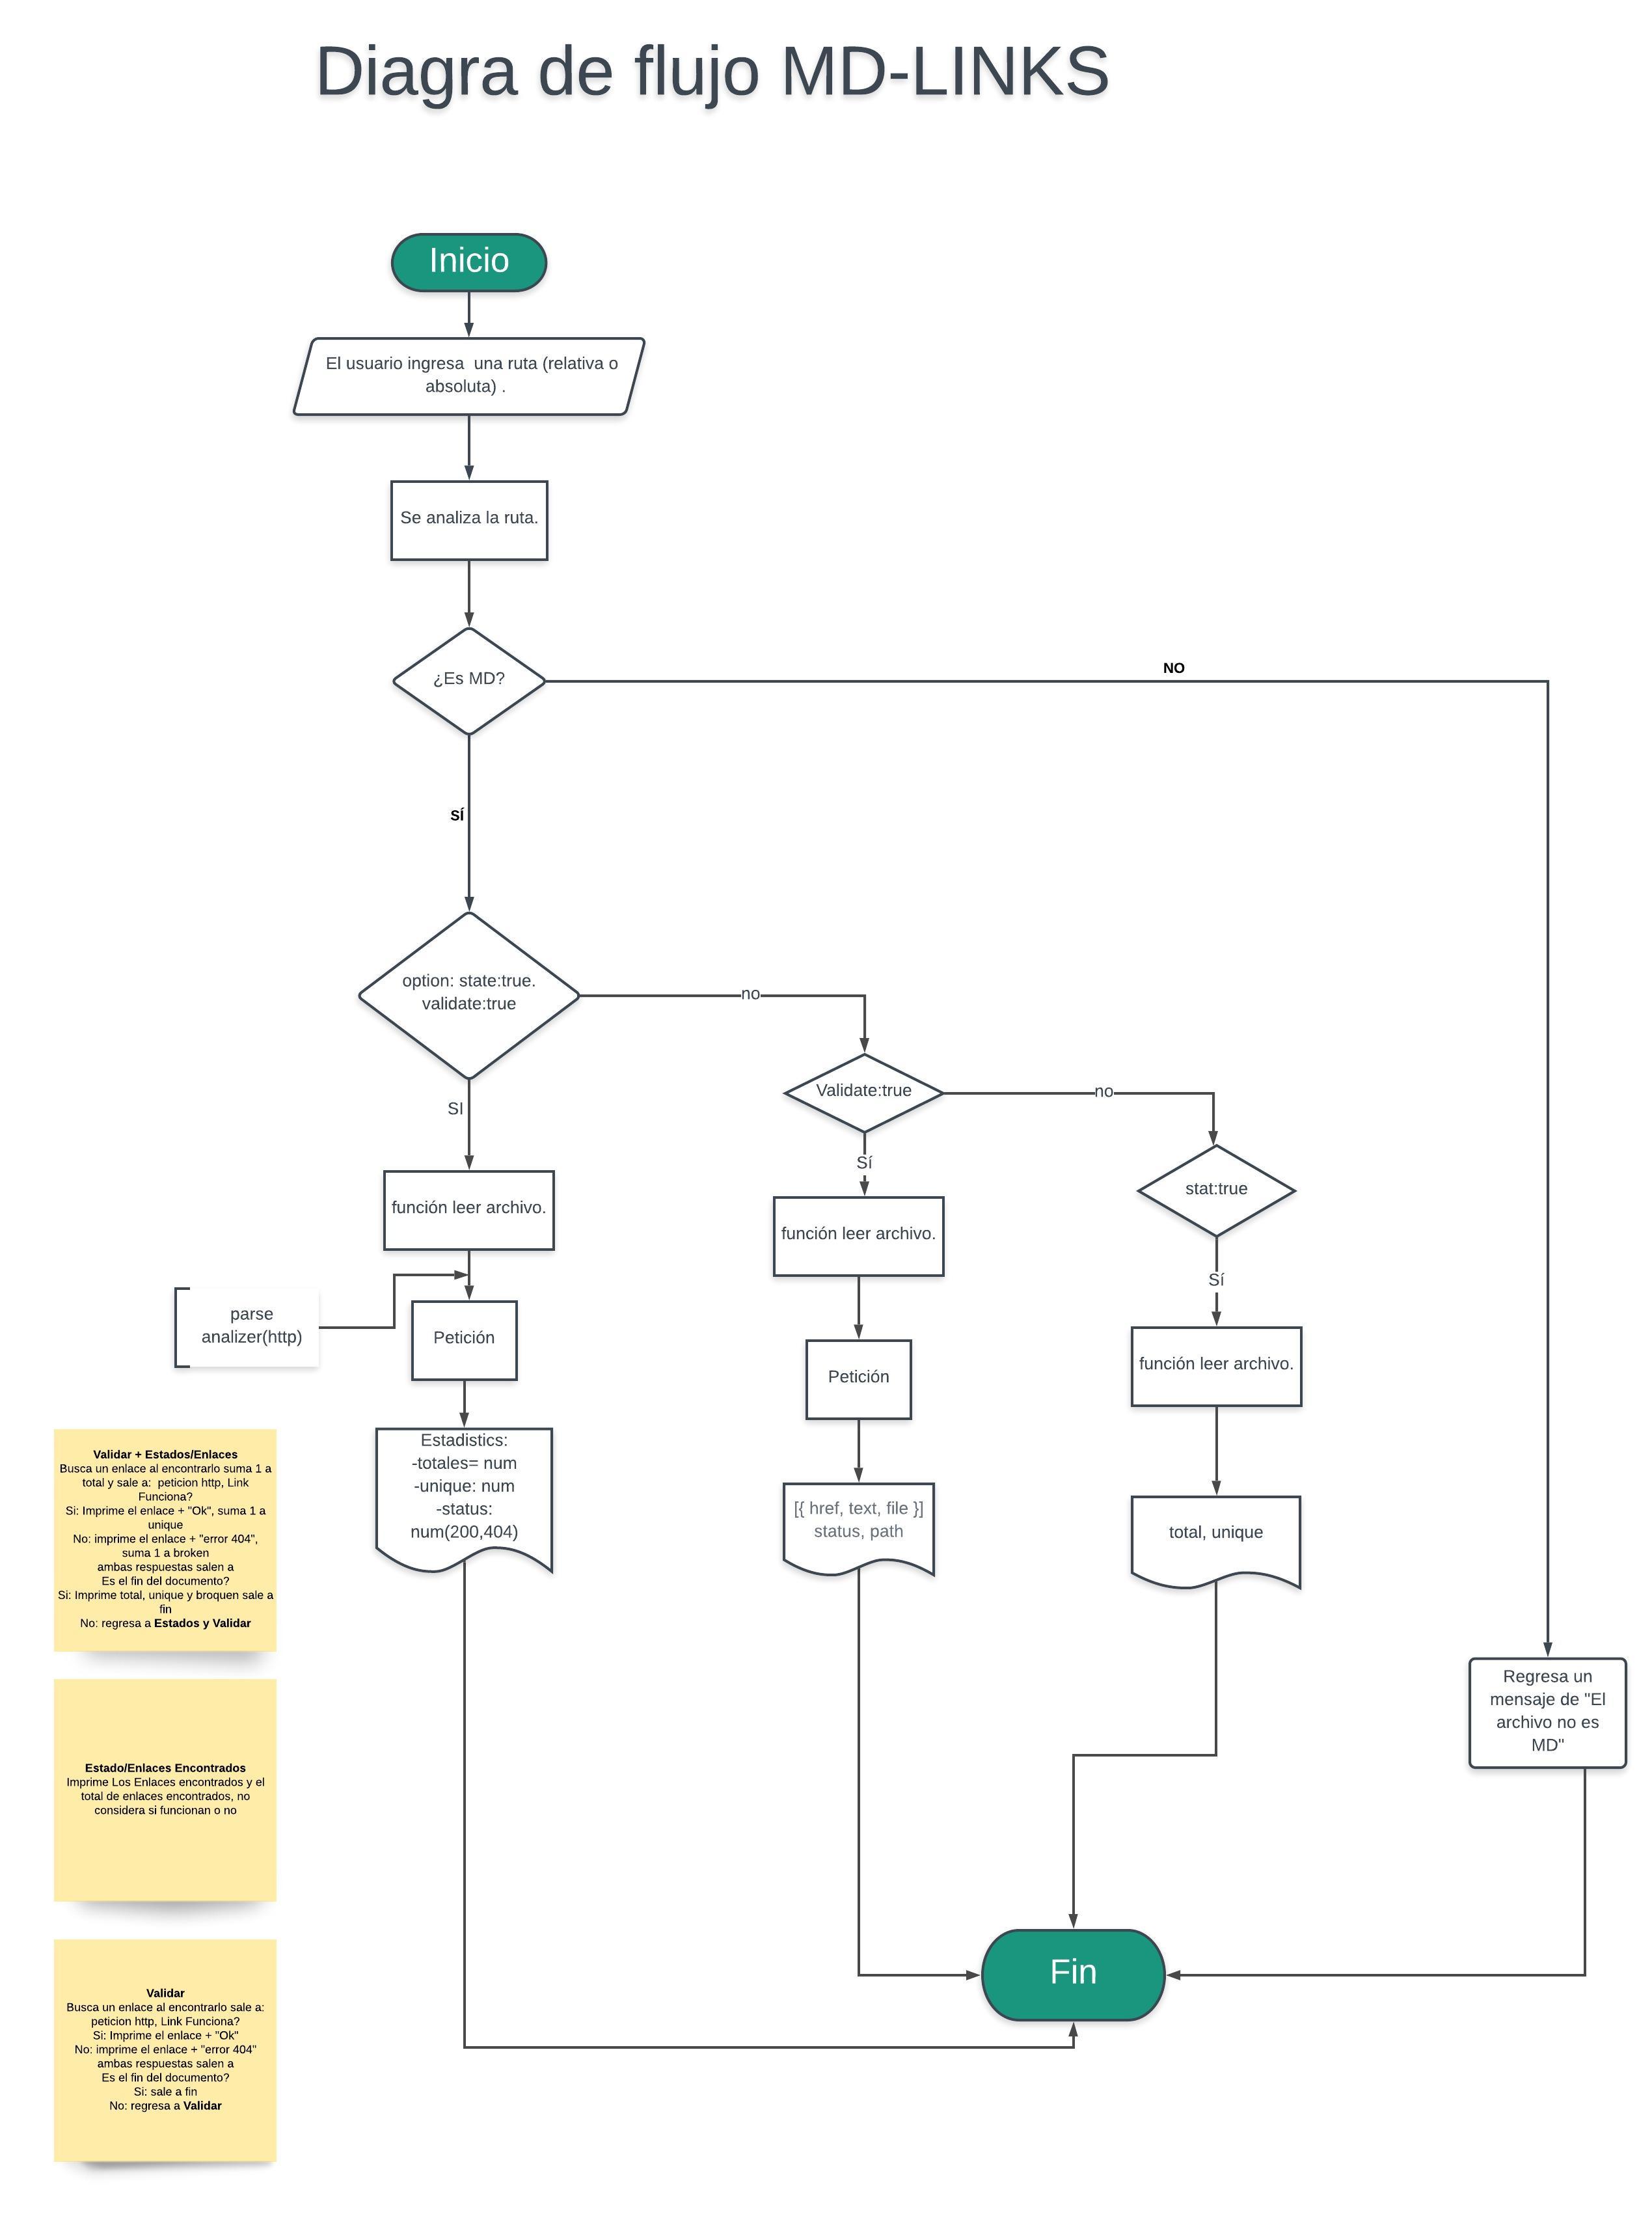 Diagra de flujo MD-LINKS
Inicio
El usuario ingresa  una ruta (relativa o
absoluta) .
Se analiza la ruta.
¿Es MD?
NO
SÍ
option: state:true.
validate:true
no
Validate:true
no
stat:true
SI
Sí
Sí
función leer archivo.
función leer archivo.
función leer archivo.
parse
analizer(http)
Petición
Petición
Estadistics:
-totales= num
-unique: num
-status:
num(200,404)
[{ href, text, file }]
status, path
total, unique
Validar + Estados/Enlaces
Busca un enlace al encontrarlo suma 1 a
total y sale a:  peticion http, Link
Funciona?
Si: Imprime el enlace + "Ok", suma 1 a
unique
No: imprime el enlace + "error 404",
suma 1 a broken
ambas respuestas salen a
Es el fin del documento?
Si: Imprime total, unique y broquen sale a
fin
No: regresa a Estados y Validar
Regresa un
mensaje de "El
archivo no es
MD"
Estado/Enlaces Encontrados
Imprime Los Enlaces encontrados y el
total de enlaces encontrados, no
considera si funcionan o no
Fin
Validar
Busca un enlace al encontrarlo sale a:
peticion http, Link Funciona?
Si: Imprime el enlace + "Ok"
No: imprime el enlace + "error 404"
ambas respuestas salen a
Es el fin del documento?
Si: sale a fin
No: regresa a Validar